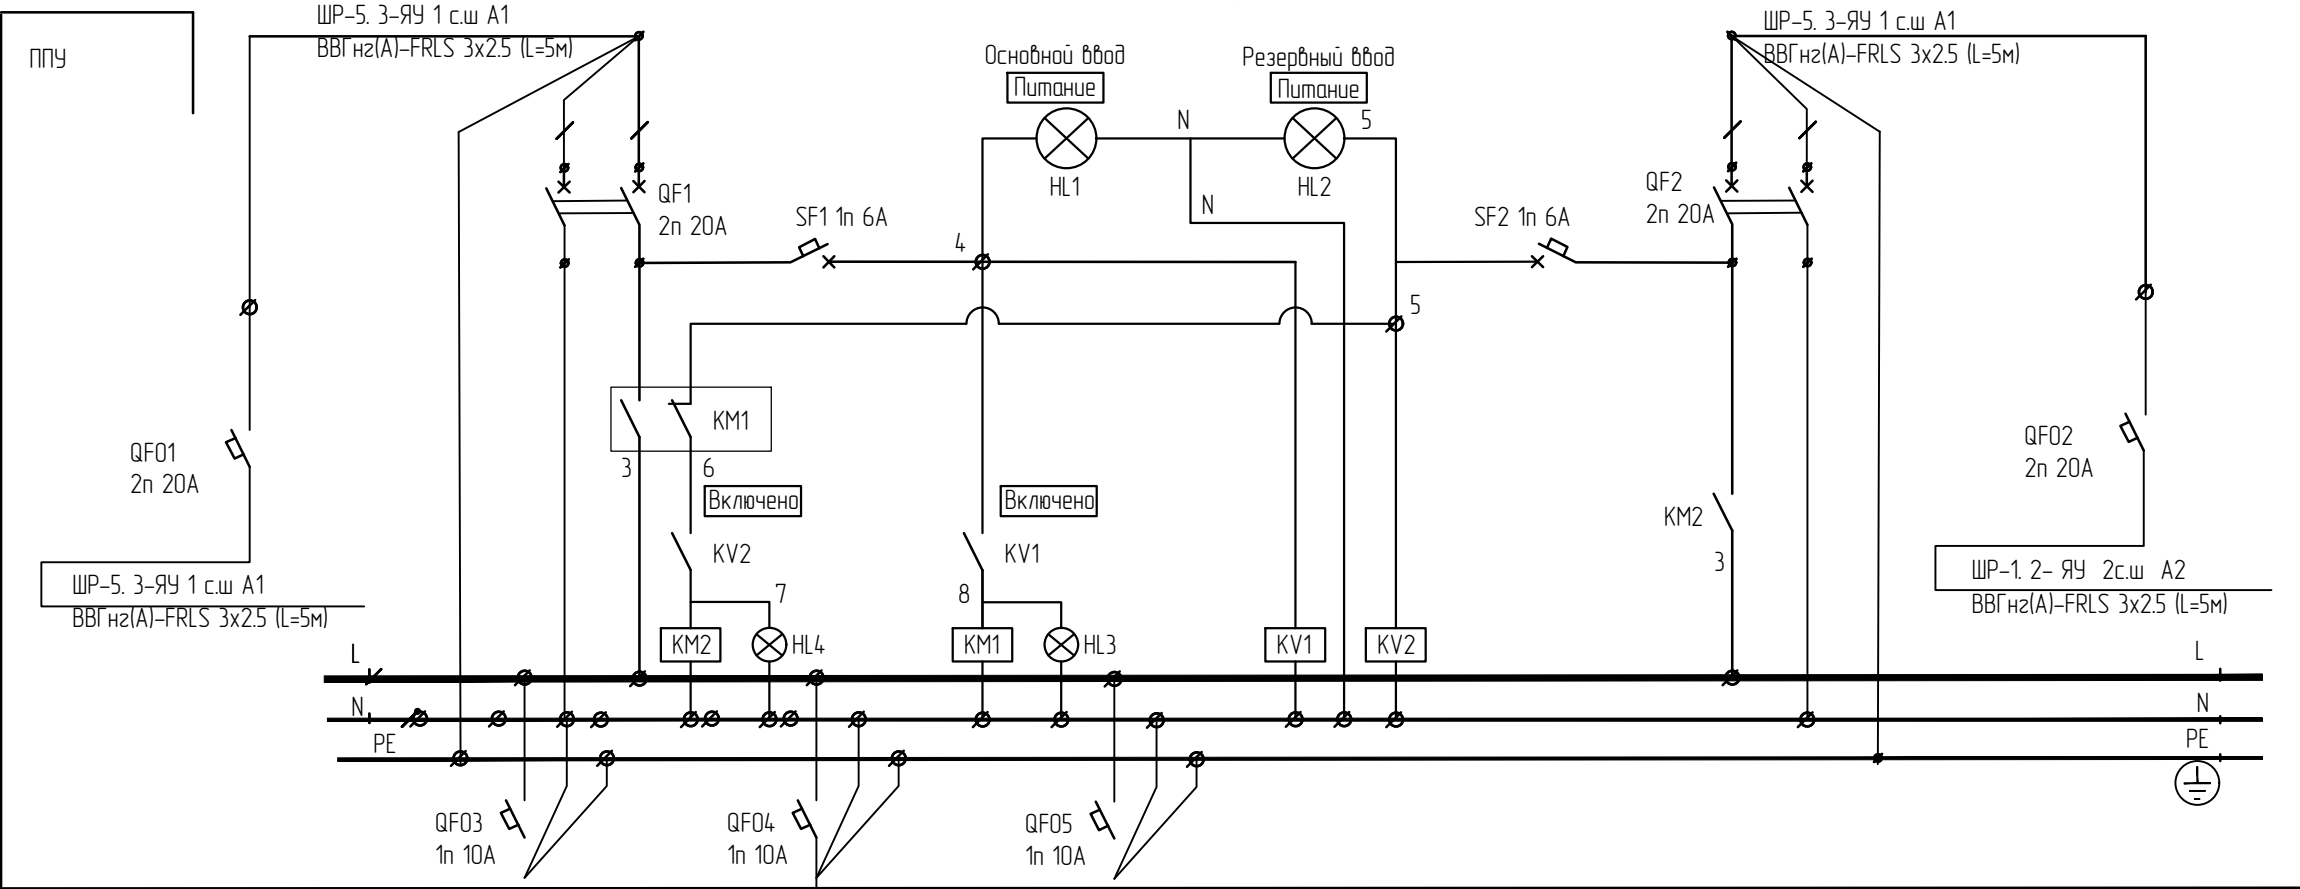 ППУ
ШР-5. 3-ЯУ 1 с.ш А1
ВВГнг(А)-FRLS 3х2.5 (L=5м)
ШР-5. 3-ЯУ 1 с.ш А1
ВВГнг(А)-FRLS 3х2.5 (L=5м)
Основной ввод
Питание
Резервный ввод
Питание
N
5
HL1
HL2
QF1
2п 20А
QF2
2п 20А
N
SF1 1п 6А
4
SF2 1п 6А
5
QF01
2п 20А
KM1
3
6
QF02
2п 20А
Включено
Включено
KM2
KV2
KV1
3
ШР-5. 3-ЯУ 1 с.ш А1
ВВГнг(А)-FRLS 3х2.5 (L=5м)
7
8
ШР-1. 2- ЯУ 2с.ш А2
ВВГнг(А)-FRLS 3х2.5 (L=5м)
KM2
HL4
KM1
HL3
KV1
KV2
L
L
N
N
PE
PE
QF03
1п 10А
QF04
1п 10А
QF05
1п 10А